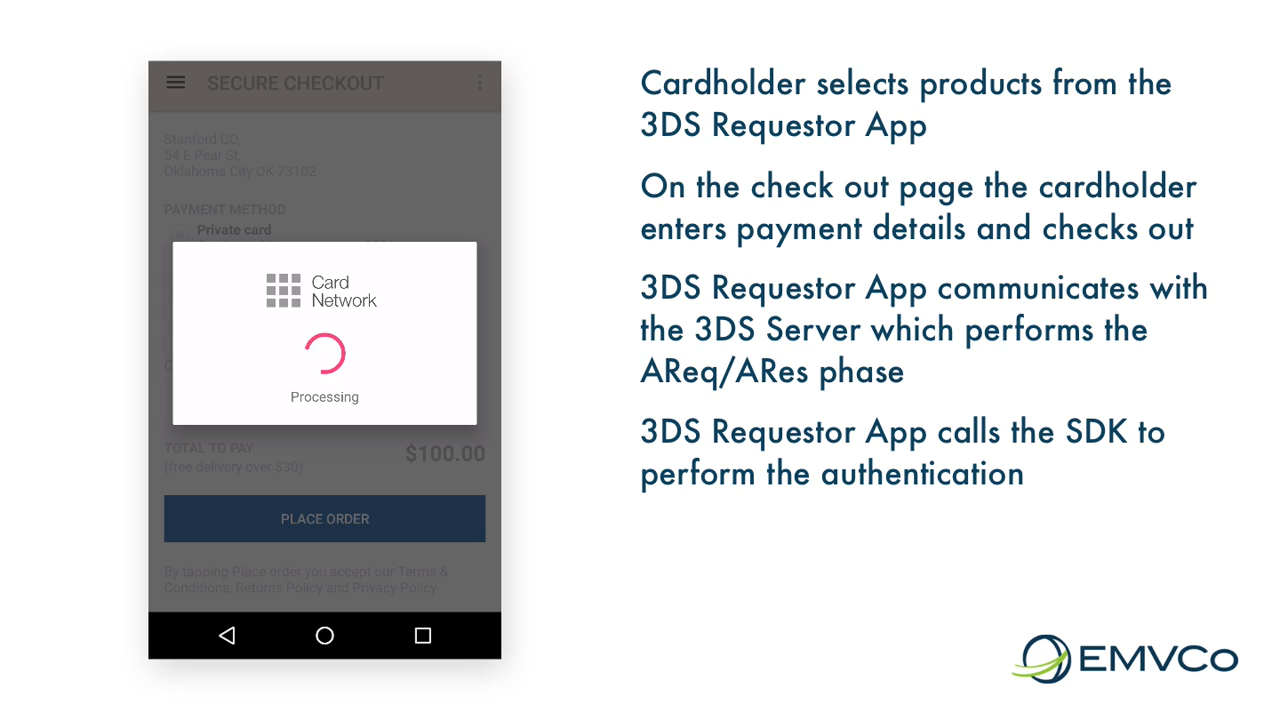 SECURE CHECKOUT
Stanford CO,
54 E Pear St,
Oklahoma City OK 73102
PAYMENT METHOD
Private card
Card
Network
Processing
TOTAL TO PAY
$100.00
(free delivery over $30)
PLACE ORDER
By tapping Place order you accept our Terms &
Conditions, Returns Policy and Privacy Policy
Cardholder selects products from the
3DS Requestor App
On the check out page the cardholder
enters payment details and checks out
3DS Requestor App communicates with
the 3DS Server which performs the
AReq/ARes phase
3DS Requestor App calls the SDK to
perform the authentication
EMVCo